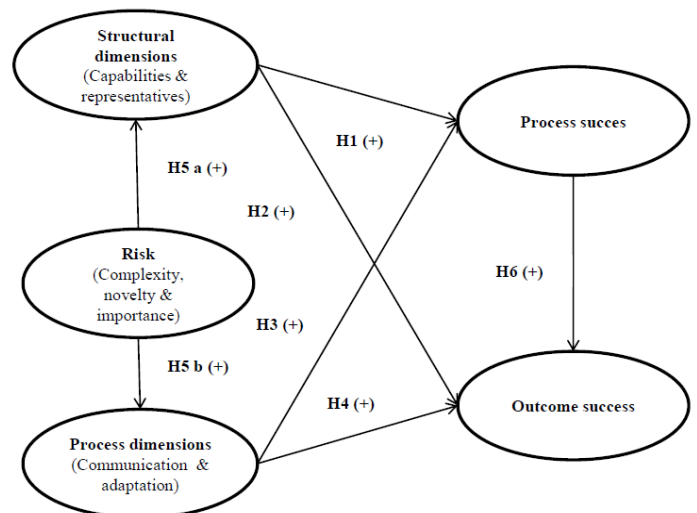 Structural
dimensions
(Capabilities &
representatives)
Process succes
H1 (+)
H5 a (+)
H2 (+)
Risk
(Complexity,
novelty &
importance)
H6 (+)
H3 (+)
H5 b (+)
H4 (+)
Outcome success
Process dimensions
(Communication &
adaptation)